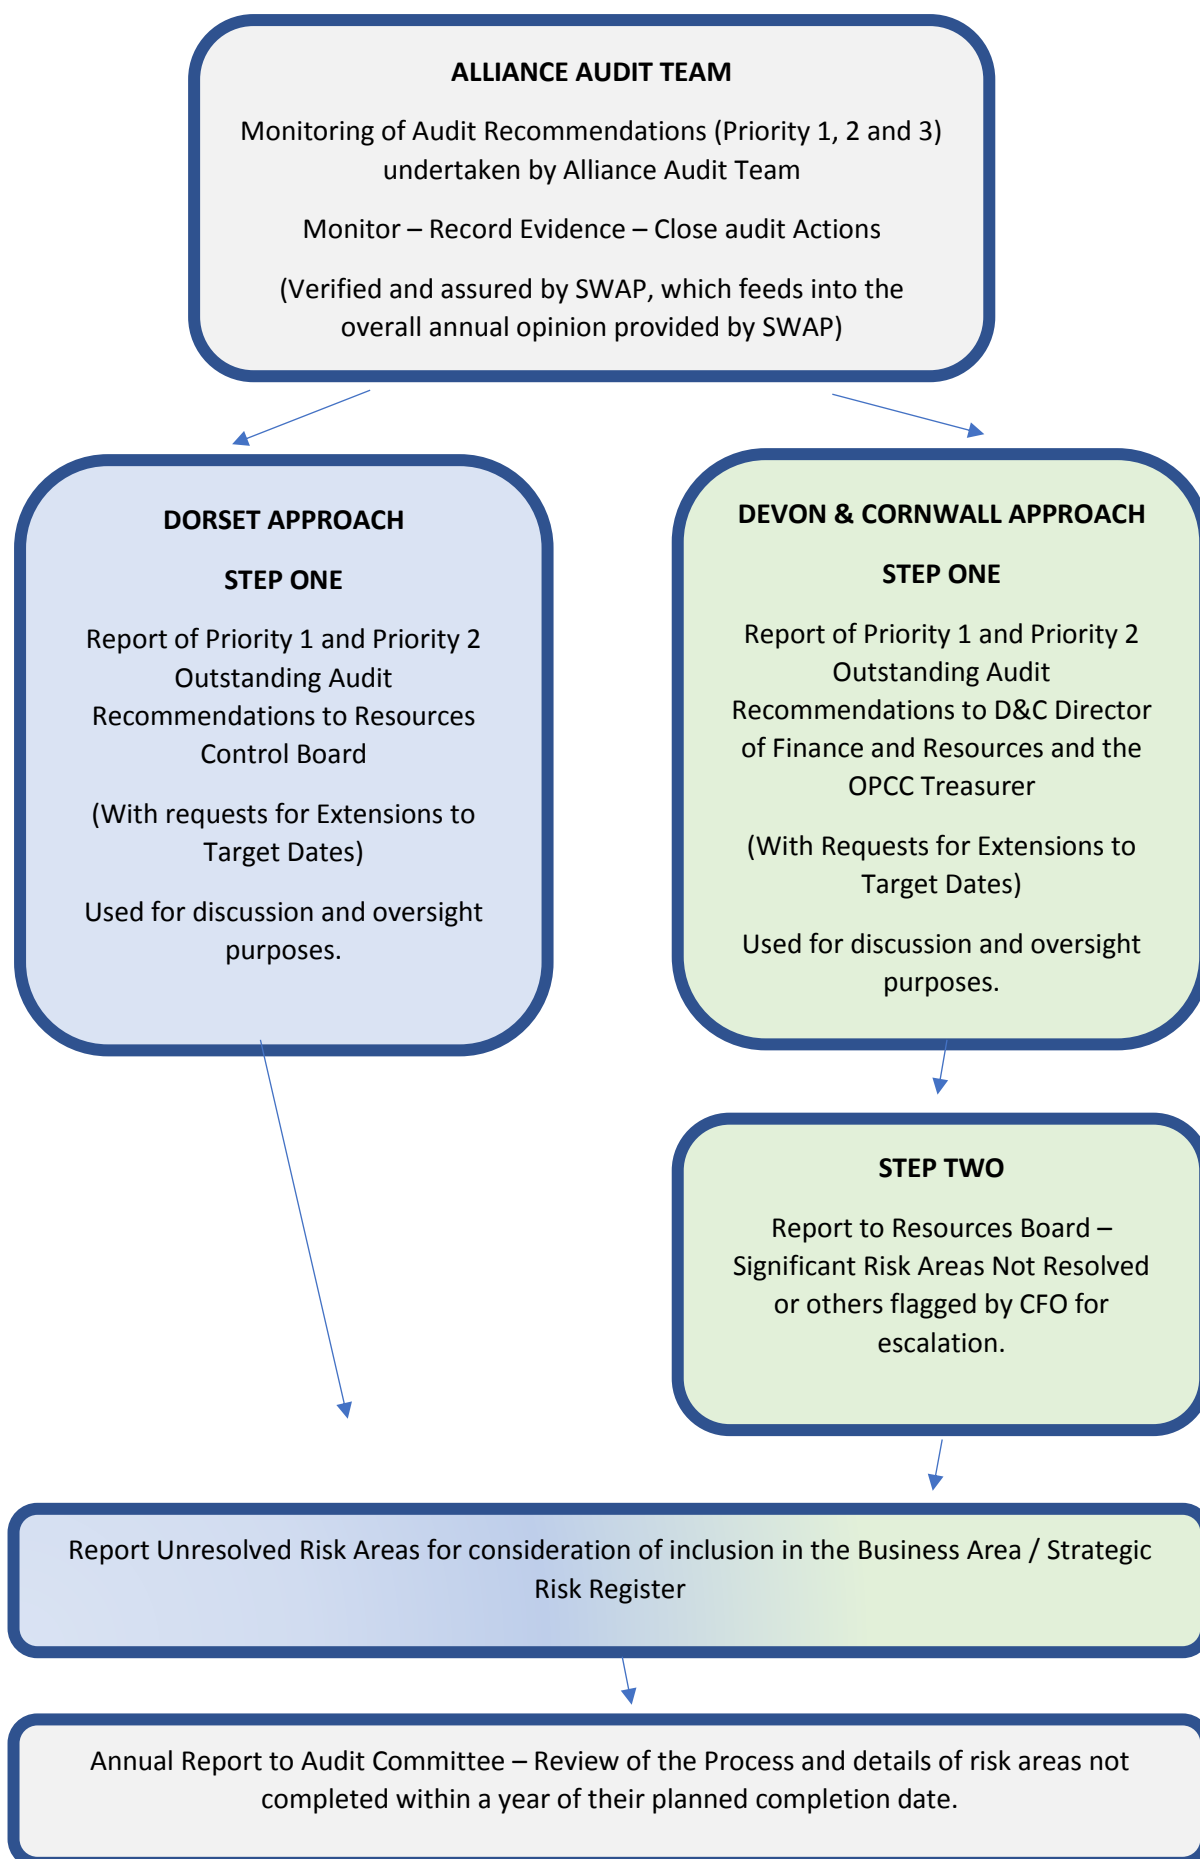 ALLIANCE AUDIT TEAM
Monitoring of Audit Recommendations (Priority 1, 2 and 3)
undertaken by Alliance Audit Team
Monitor – Record Evidence – Close audit Actions
(Verified and assured by SWAP, which feeds into the
overall annual opinion provided by SWAP)
DORSET APPROACH
STEP ONE
Report of Priority 1 and Priority 2
Outstanding Audit
Recommendations to Resources
Control Board
(With requests for Extensions to
Target Dates)
Used for discussion and oversight
purposes.
DEVON & CORNWALL APPROACH
STEP ONE
Report of Priority 1 and Priority 2
Outstanding Audit
Recommendations to D&C Director
of Finance and Resources and the
OPCC Treasurer
(With Requests for Extensions to
Target Dates)
Used for discussion and oversight
purposes.
STEP TWO
Report to Resources Board –
Significant Risk Areas Not Resolved
or others flagged by CFO for
escalation.
Report Unresolved Risk Areas for consideration of inclusion in the Business Area / Strategic
Risk Register
Annual Report to Audit Committee – Review of the Process and details of risk areas not
completed within a year of their planned completion date.